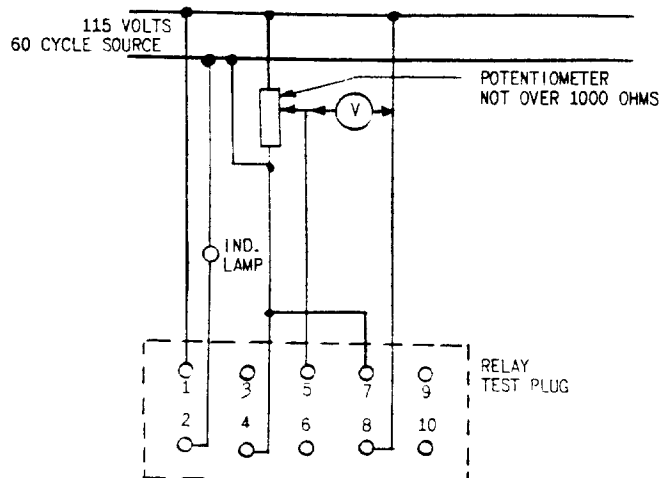 115 VOLTS
60 CYCLE SOURCE
POTENTIOMETER
NOT OVER 1000 OHMS
V
IND.
LAMP
RELAY
TEST PLUG
1 3 5 7 9
2 4 6 8 10